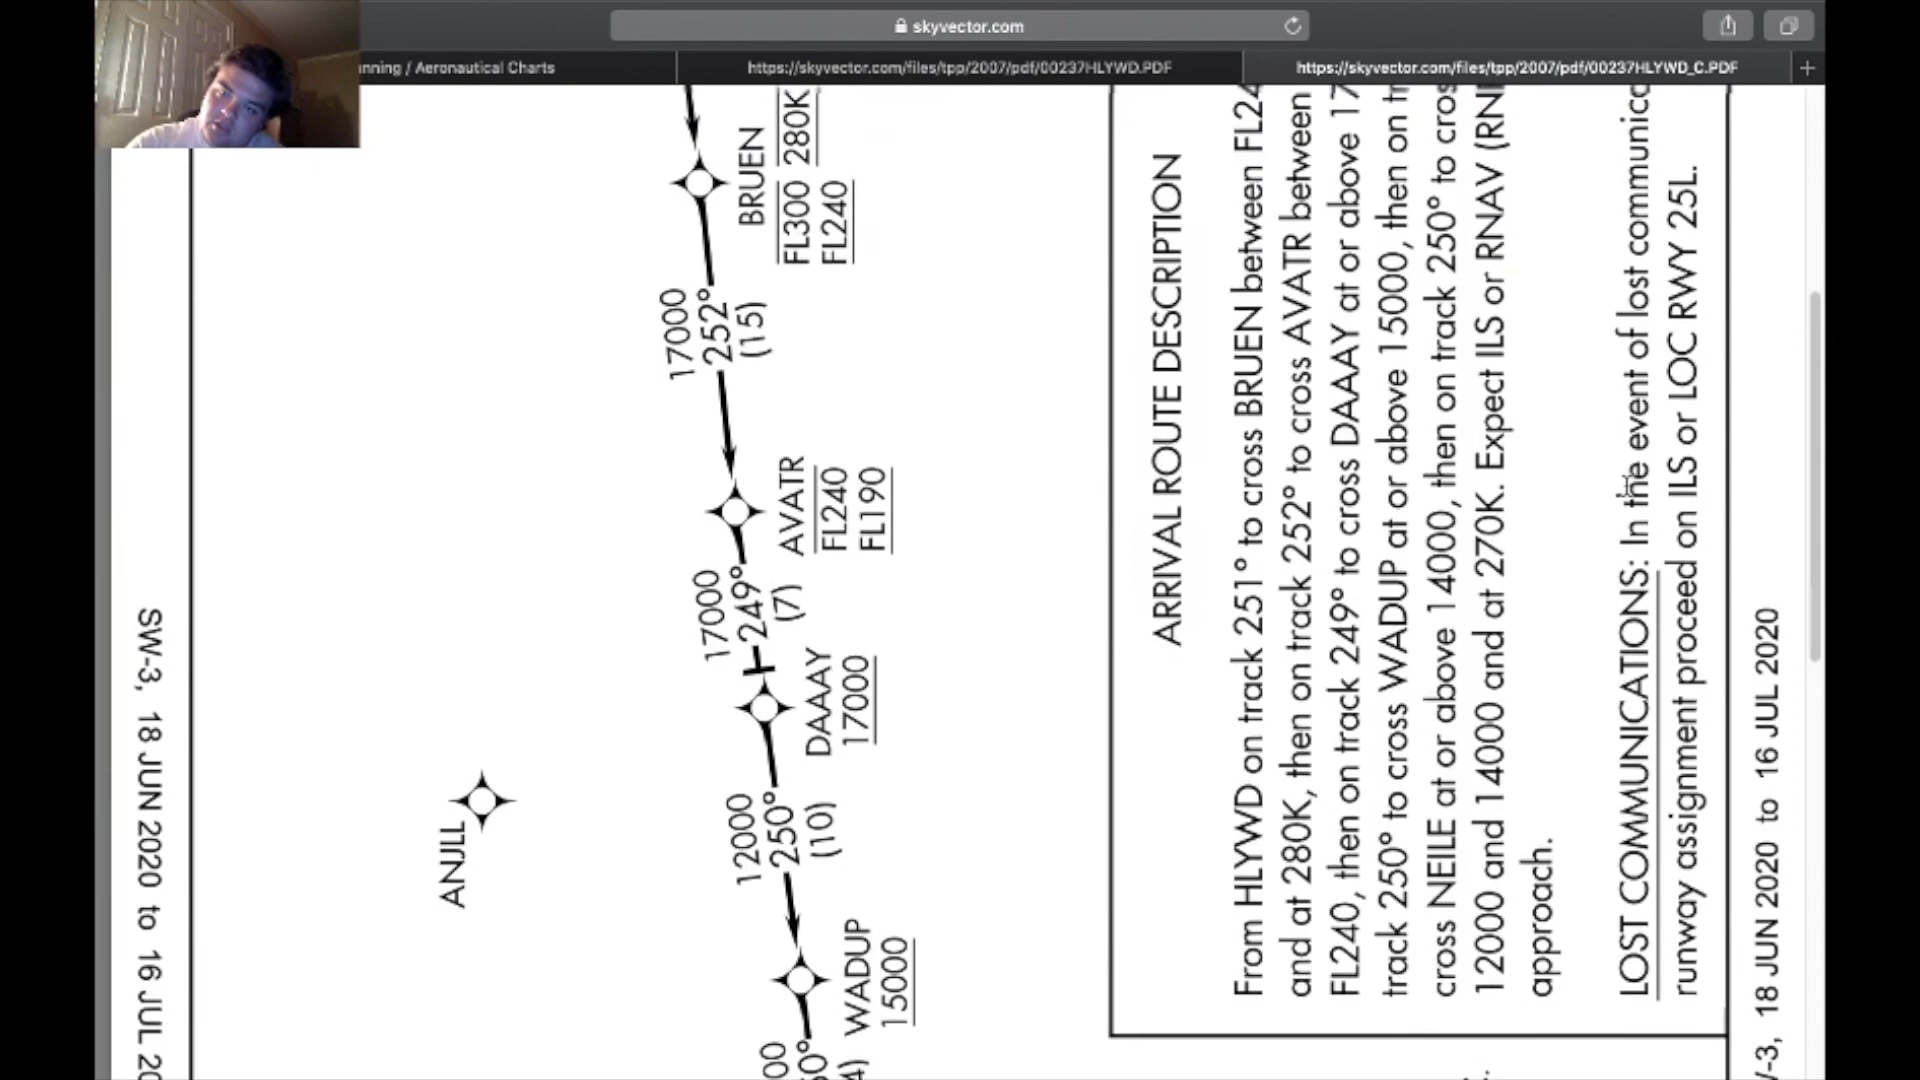 skyvector.com
nning / Aeronautical Charts
https://skyvector.com/files/tpp/2007/pdf/00237HLYWD.PDF
https://skyvector.com/files/tpp/2007/pdf/00237HLYWD_C.PDF
SW-3, 18 JUN 2020 to 16 JUL 20
BRUEN
FL300 280K
FL240
17000
252°
(15)
AVATR
FL240
FL190
17000
249°
(7)
DAAAY
17000
ANJLL
12000
250°
(10)
WADUP
15000
ARRIVAL ROUTE DESCRIPTION
From HLYWD on track 251° to cross BRUEN between FL24
and at 280K, then on track 252° to cross AVATR between
FL240, then on track 249° to cross DAAAY at or above 17
track 250° to cross WADUP at or above 15000, then on tr
cross NEILE at or above 14000, then on track 250° to cros
12000 and 14000 and at 270K. Expect ILS or RNAV (RN
approach.
LOST COMMUNICATIONS: In the event of lost communic
runway assignment proceed on ILS or LOC RWY 25L.
-3, 18 JUN 2020 to 16 JUL 2020